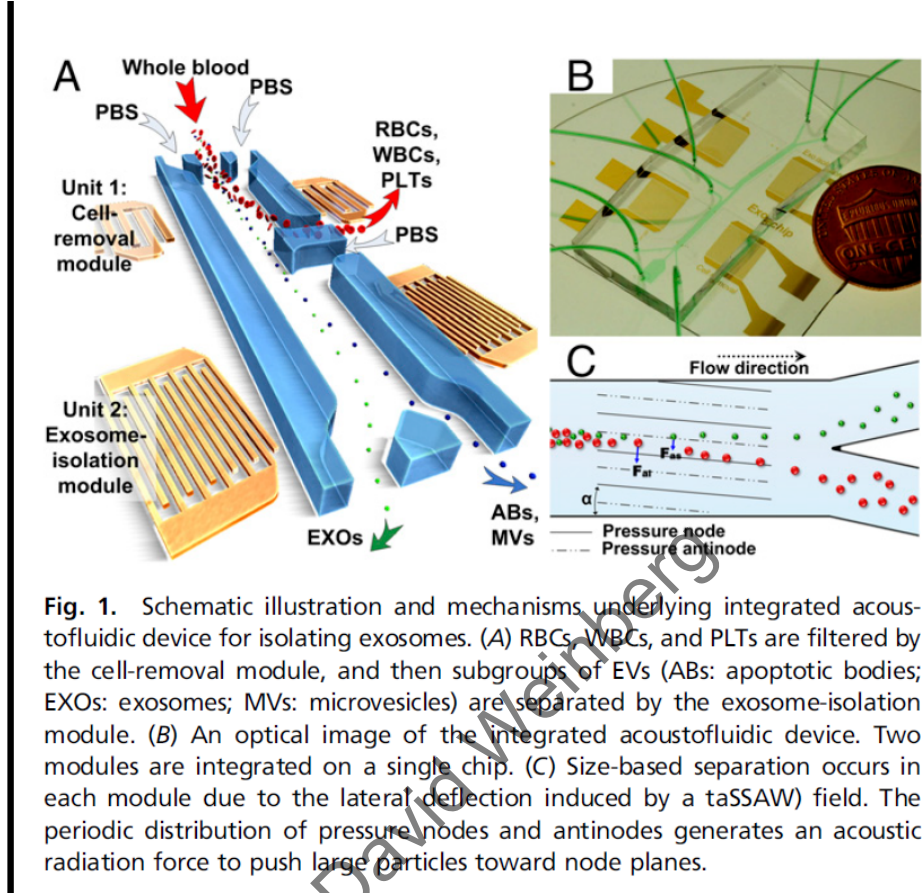 A
Whole blood
PBS
PBS
RBCs,
WBCs,
PLTs
Unit 1:
Cell-
removal
module
PBS
Unit 2:
Exosome-
isolation
module
EXOs
ABs,
MVs
B
Exo-chip
C
Flow direction
Fas
Far
α
Pressure node
Pressure antinode
Fig. 1. Schematic illustration and mechanisms underlying integrated acous-
tofluidic device for isolating exosomes. (A) RBCs, WBCs, and PLTs are filtered by
the cell-removal module, and then subgroups of EVs (ABs: apoptotic bodies;
EXOs: exosomes; MVs: microvesicles) are separated by the exosome-isolation
module. (B) An optical image of the integrated acoustofluidic device. Two
modules are integrated on a single chip. (C) Size-based separation occurs in
each module due to the lateral deflection induced by a taSSAW) field. The
periodic distribution of pressure nodes and antinodes generates an acoustic
radiation force to push large particles toward node planes.
David Weinberg